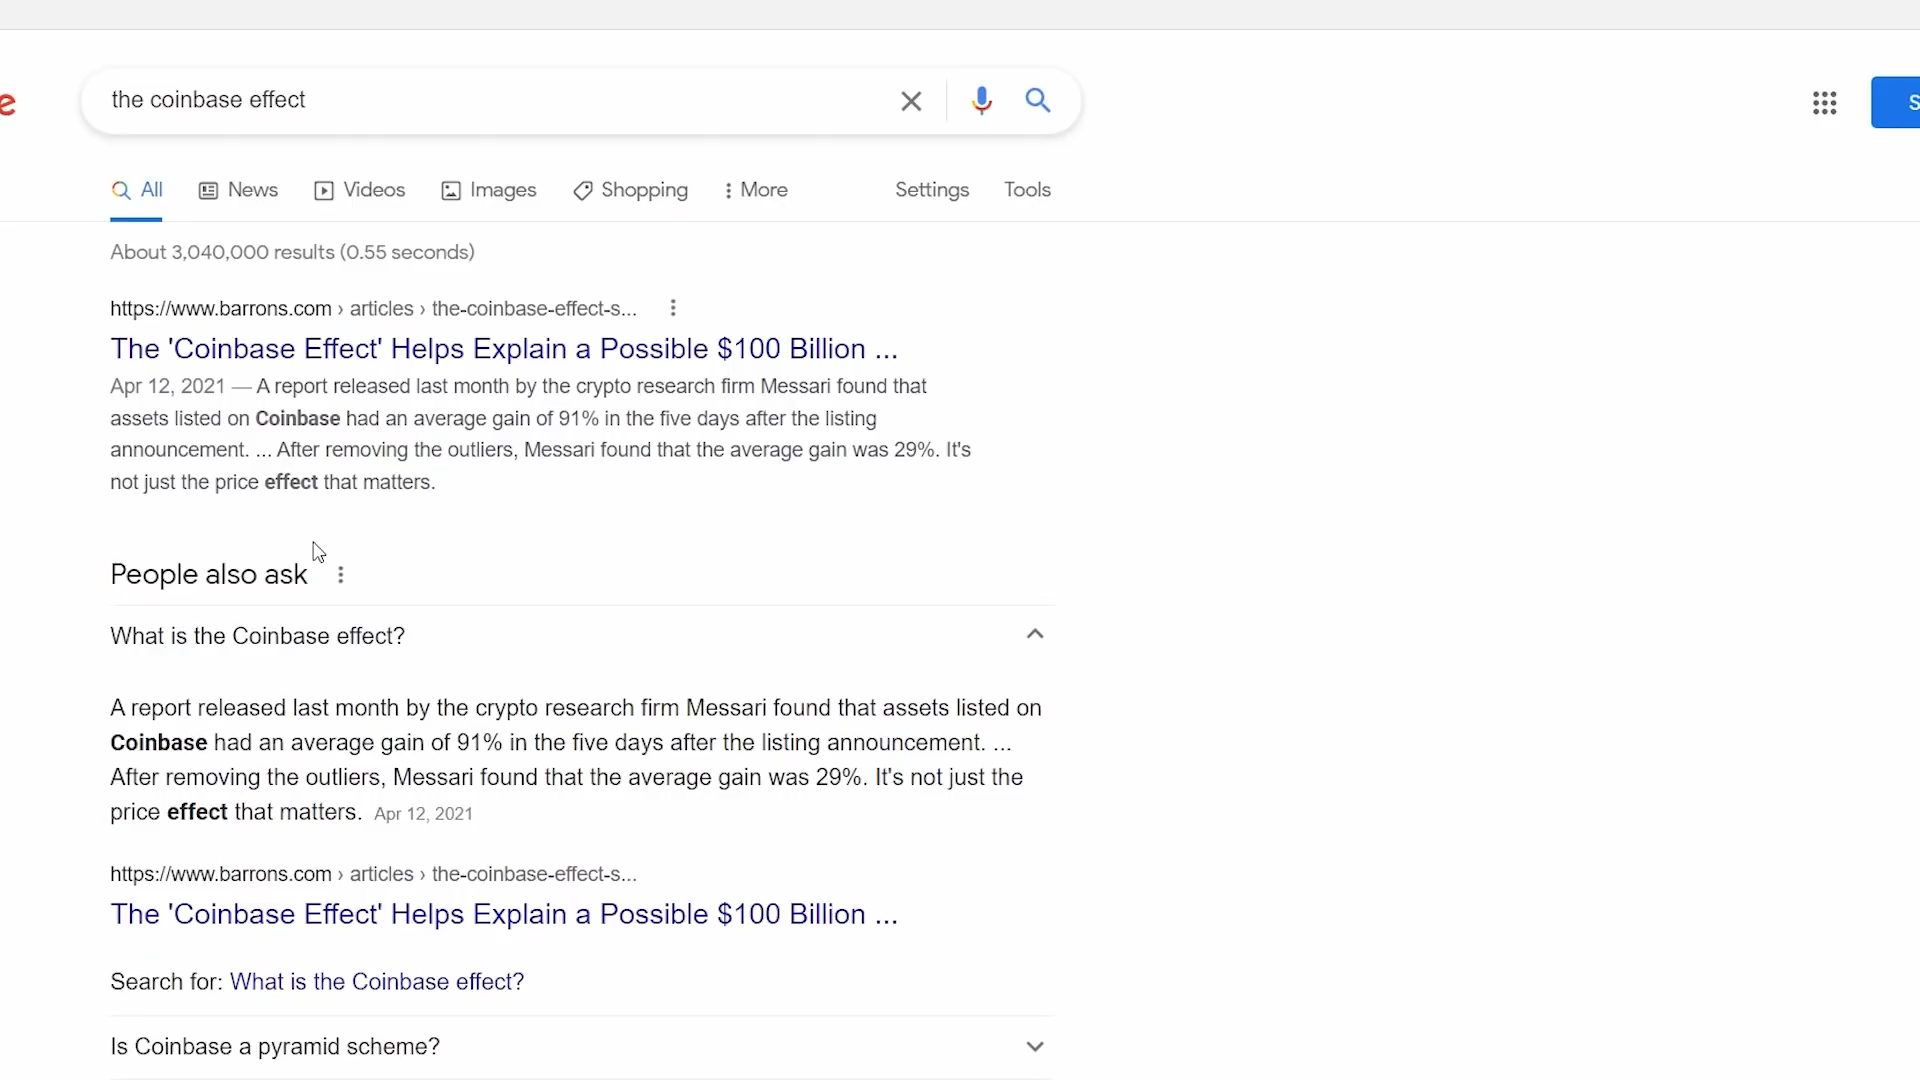 e
the coinbase effect
All News Videos Images Shopping More Settings Tools
S
About 3,040,000 results (0.55 seconds)
https://www.barrons.com › articles › the-coinbase-effect-s...
The 'Coinbase Effect' Helps Explain a Possible $100 Billion ...
Apr 12, 2021 — A report released last month by the crypto research firm Messari found that
assets listed on Coinbase had an average gain of 91% in the five days after the listing
announcement. ... After removing the outliers, Messari found that the average gain was 29%. It's
not just the price effect that matters.
People also ask
What is the Coinbase effect?
A report released last month by the crypto research firm Messari found that assets listed on
Coinbase had an average gain of 91% in the five days after the listing announcement. ...
After removing the outliers, Messari found that the average gain was 29%. It's not just the
price effect that matters. Apr 12, 2021
https://www.barrons.com › articles › the-coinbase-effect-s...
The 'Coinbase Effect' Helps Explain a Possible $100 Billion ...
Search for: What is the Coinbase effect?
Is Coinbase a pyramid scheme?